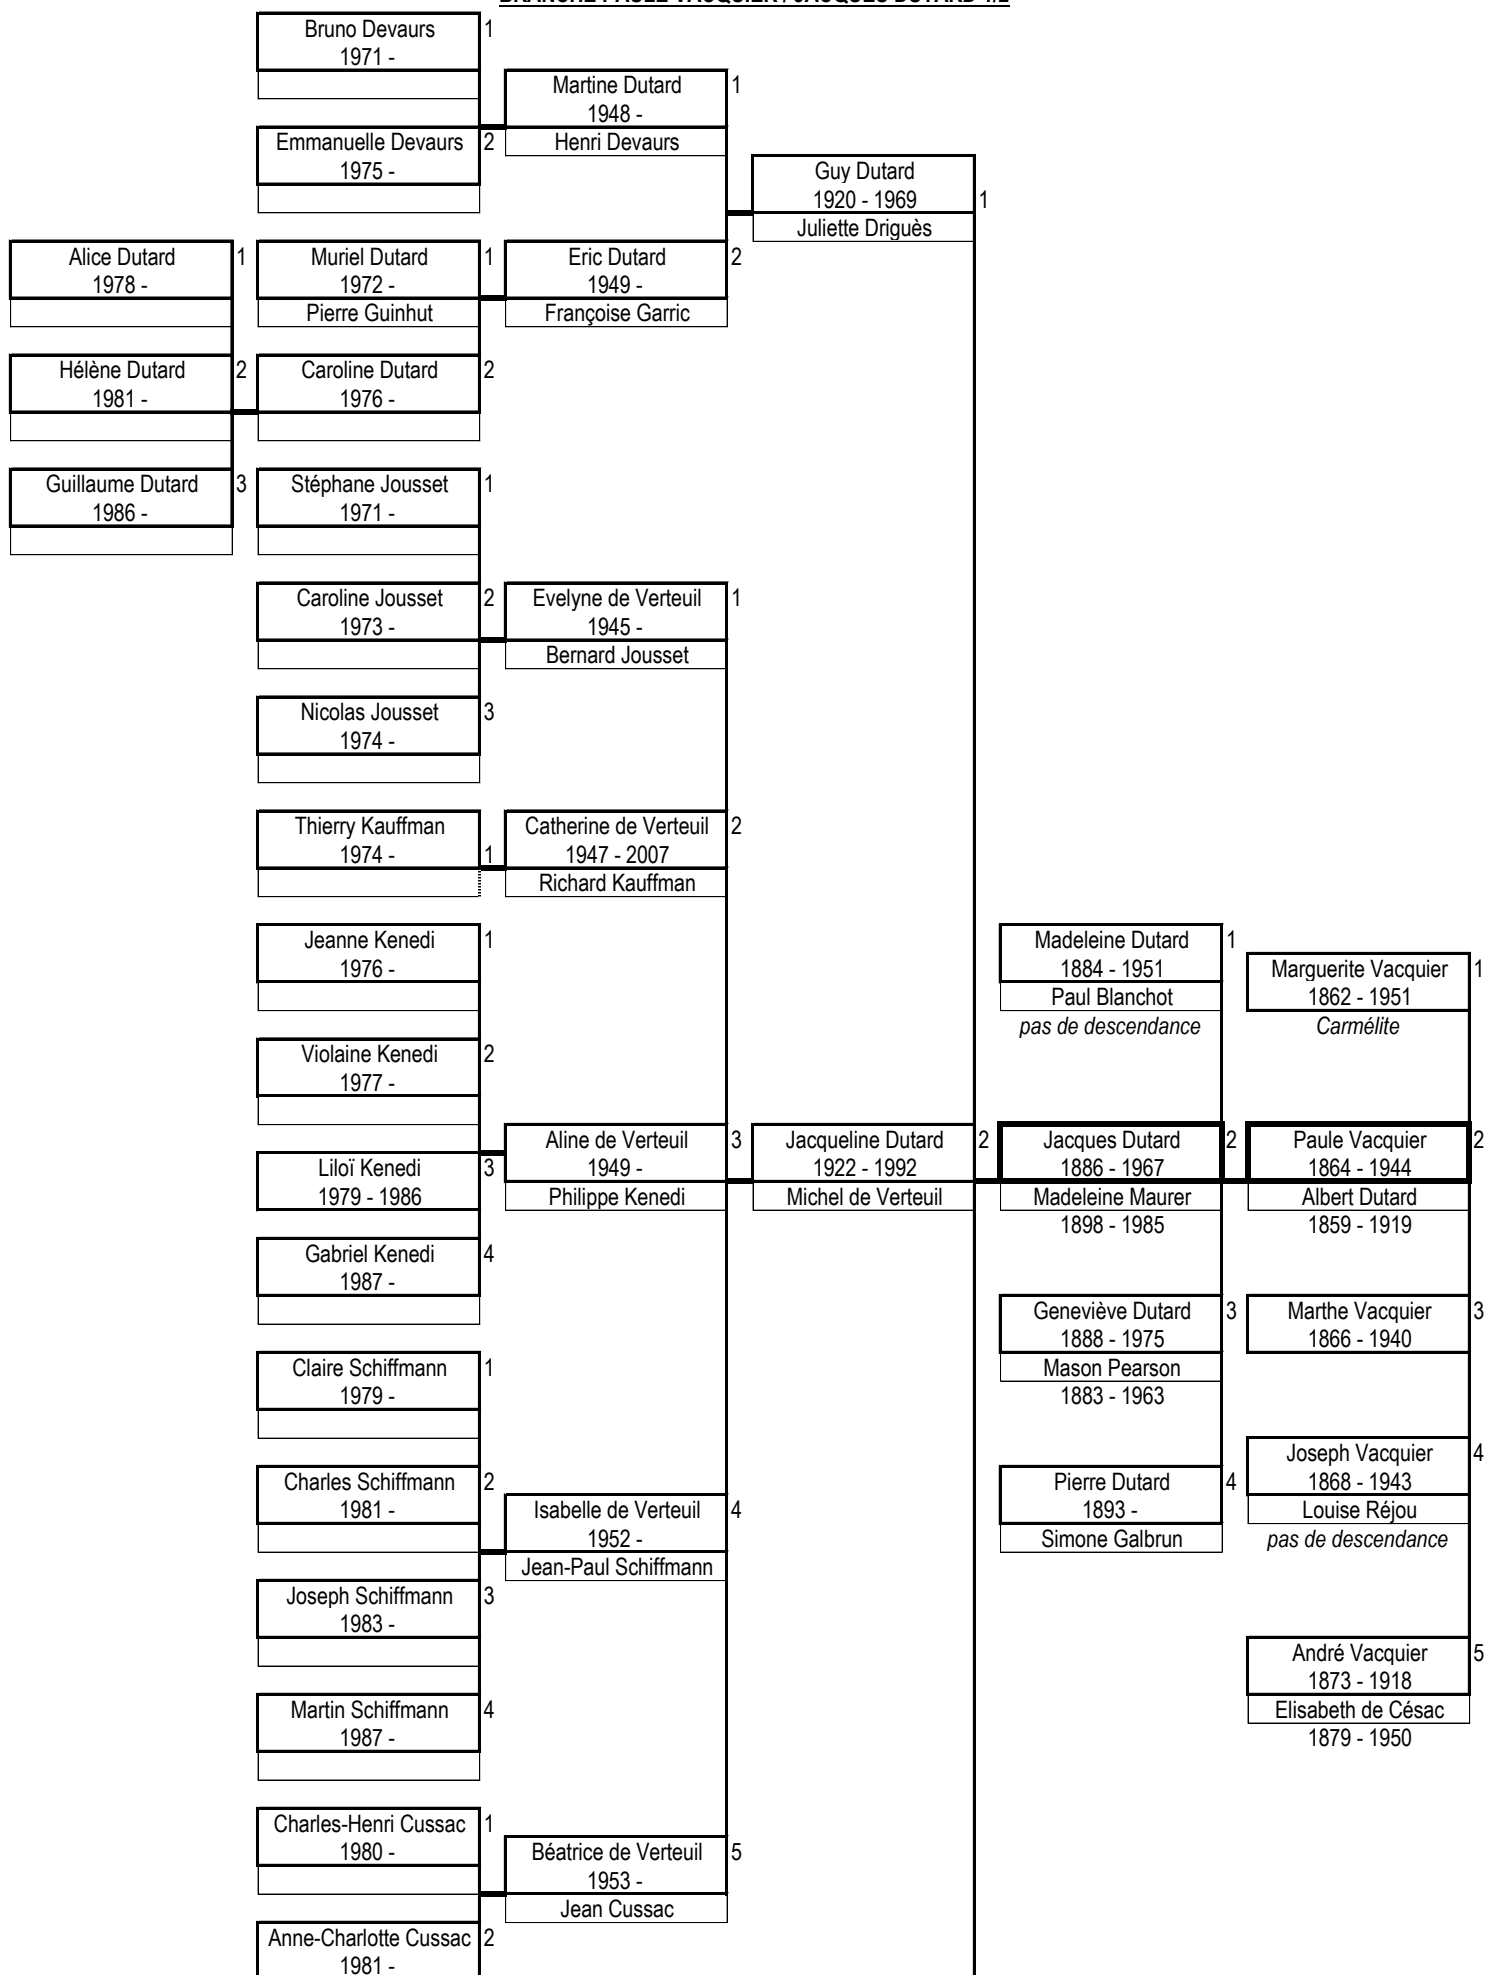 BRANCHE PAULE VACQUIER / JACQUES DUTARD 1/2
Bruno Devaurs 1
1971 -
Martine Dutard 1
1948 -
Emmanuelle Devaurs 2
Henri Devaurs
1975 -
Guy Dutard
1920 - 1969 1
Juliette Driguès
Alice Dutard 1
1978 -
Muriel Dutard 1
1972 -
Pierre Guinhut
Eric Dutard 2
1949 -
Françoise Garric
Hélène Dutard 2
1981 -
Caroline Dutard 2
1976 -
Guillaume Dutard 3
1986 -
Stéphane Jousset 1
1971 -
Caroline Jousset 2
1973 -
Evelyne de Verteuil 1
1945 -
Bernard Jousset
Nicolas Jousset 3
1974 -
Thierry Kauffman
1974 - 1
Catherine de Verteuil 2
1947 - 2007
Richard Kauffman
Jeanne Kenedi 1
1976 -
Madeleine Dutard 1
1884 - 1951
Paul Blanchot
pas de descendance
Marguerite Vacquier 1
1862 - 1951
Carmélite
Violaine Kenedi 2
1977 -
Aline de Verteuil 3
1949 -
Philippe Kenedi
Jacqueline Dutard 2
1922 - 1992
Michel de Verteuil
Jacques Dutard 2
1886 - 1967
Madeleine Maurer
1898 - 1985
Paule Vacquier 2
1864 - 1944
Albert Dutard
1859 - 1919
Liloï Kenedi 3
1979 - 1986
Gabriel Kenedi 4
1987 -
Geneviève Dutard 3
1888 - 1975
Mason Pearson
1883 - 1963
Marthe Vacquier 3
1866 - 1940
Claire Schiffmann 1
1979 -
Joseph Vacquier 4
1868 - 1943
Louise Réjou
pas de descendance
Charles Schiffmann 2
1981 -
Pierre Dutard 4
1893 -
Simone Galbrun
Isabelle de Verteuil 4
1952 -
Jean-Paul Schiffmann
Joseph Schiffmann 3
1983 -
André Vacquier 5
1873 - 1918
Elisabeth de Césac
1879 - 1950
Martin Schiffmann 4
1987 -
Charles-Henri Cussac 1
1980 -
Béatrice de Verteuil 5
1953 -
Jean Cussac
Anne-Charlotte Cussac 2
1981 -